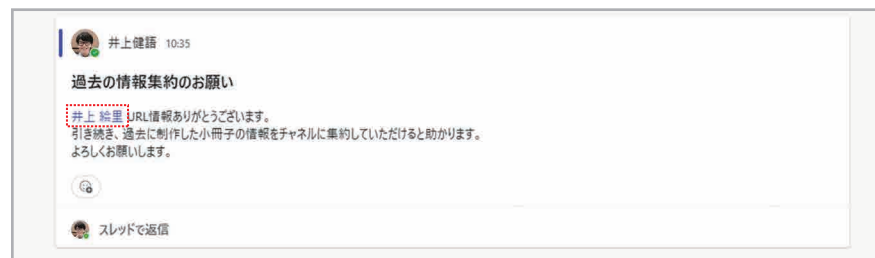 井上健語 10:35
過去の情報集約のお願い
井上 絵里 URL情報ありがとうございます。
引き続き、過去に制作した小冊子の情報をチャネルに集約していただけると助かります。
よろしくお願いします。
スレッドで返信